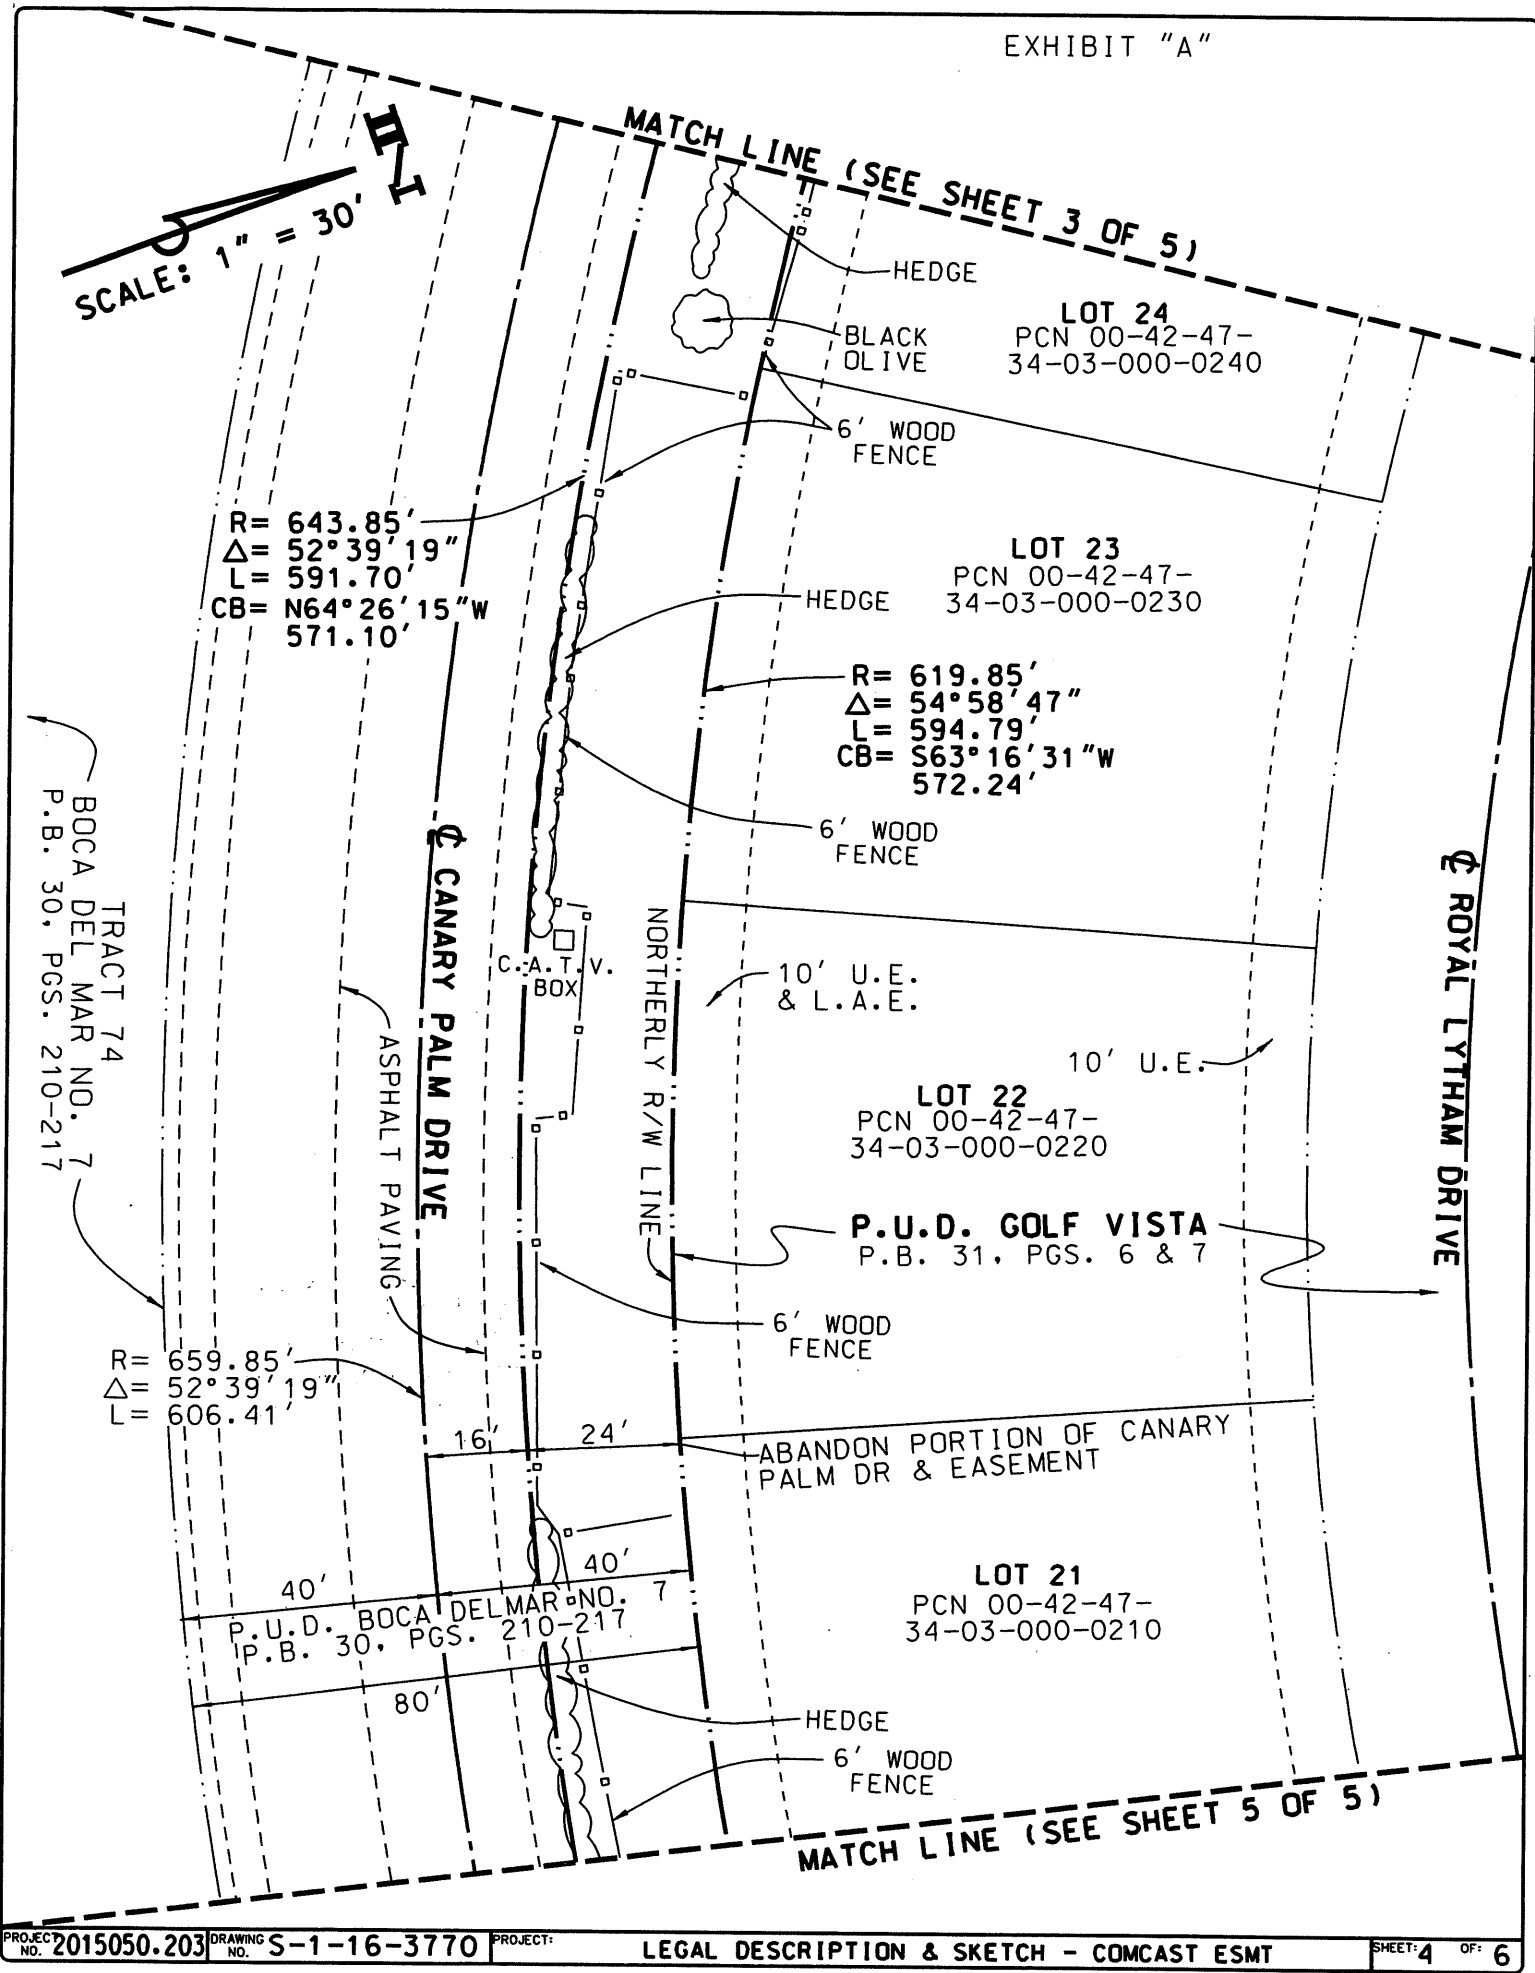 EXHIBIT "A"
MATCH LINE (SEE SHEET 3 OF 5)
N
SCALE: 1" = 30'
HEDGE
BLACK
OLIVE
LOT 24
PCN 00-42-47-
34-03-000-0240
6' WOOD
FENCE
R= 643.85'
Δ= 52°39'19"
L= 591.70'
CB= N64°26'15"W
571.10'
LOT 23
PCN 00-42-47-
34-03-000-0230
HEDGE
R= 619.85'
Δ= 54°58'47"
L= 594.79'
CB= S63°16'31"W
572.24'
6' WOOD
FENCE
TRACT 74
BOCA DEL MAR NO. 7
P.B. 30, PGS. 210-217
℄ CANARY PALM DRIVE
ASPHALT PAVING
C.A.T.V.
BOX
NORTHERLY R/W LINE
10' U.E.
& L.A.E.
10' U.E.
℄ ROYAL LYTHAM DRIVE
LOT 22
PCN 00-42-47-
34-03-000-0220
P.U.D. GOLF VISTA
P.B. 31, PGS. 6 & 7
6' WOOD
FENCE
R= 659.85'
Δ= 52°39'19"
L= 606.41'
16'
24'
ABANDON PORTION OF CANARY
PALM DR & EASEMENT
40'
40'
P.U.D. BOCA DELMAR NO. 7
P.B. 30, PGS. 210-217
80'
LOT 21
PCN 00-42-47-
34-03-000-0210
HEDGE
6' WOOD
FENCE
MATCH LINE (SEE SHEET 5 OF 5)
PROJECT NO. 2015050.203 DRAWING NO. S-1-16-3770 PROJECT: LEGAL DESCRIPTION & SKETCH - COMCAST ESMT SHEET: 4 OF: 6